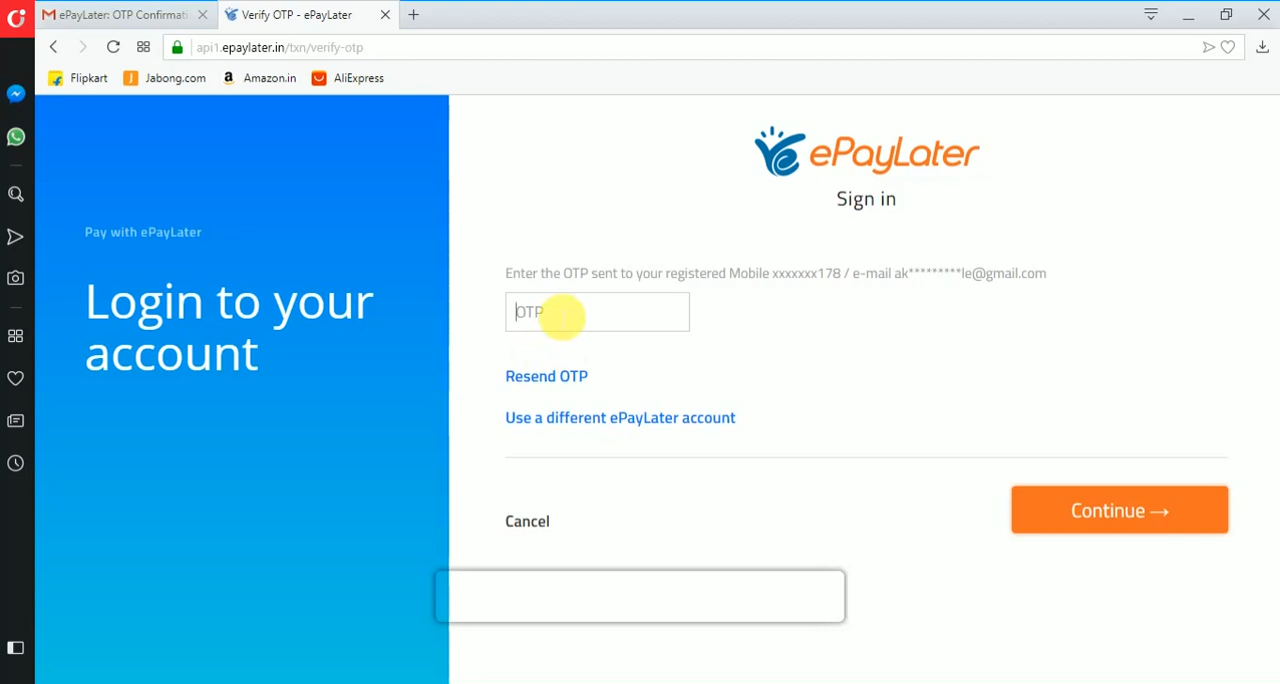 ePayLater: OTP Confirmati
Verify OTP - ePayLater
api1.epaylater.in/txn/verify-otp
Flipkart
Jabong.com
Amazon.in
AliExpress
Pay with ePayLater
Login to your
account
ePayLater
Sign in
Enter the OTP sent to your registered Mobile xxxxxxx178 / e-mail ak*********le@gmail.com
OTP
Resend OTP
Use a different ePayLater account
Cancel
Continue →